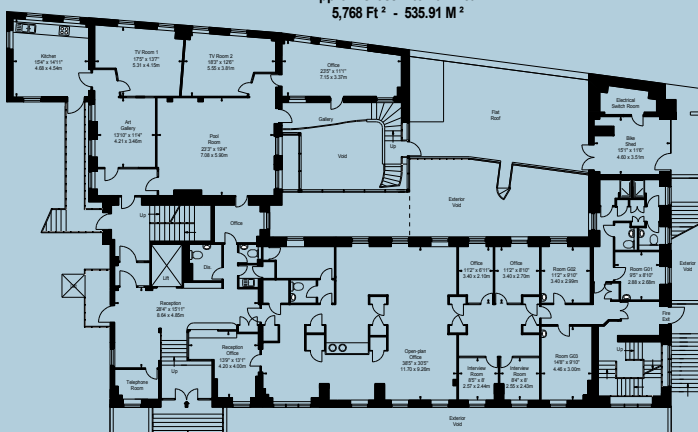 5,768 Ft ² - 535.91 M ²
Kitchen
15'4" x 14'11"
4.68 x 4.54m
TV Room 1
17'5" x 13'7"
5.31 x 4.15m
TV Room 2
18'3" x 12'6"
5.55 x 3.81m
Office
23'5" x 11'1"
7.15 x 3.37m
Art
Gallery
13'10" x 11'4"
4.21 x 3.46m
Pool
Room
23'3" x 19'4"
7.08 x 5.90m
Gallery
Void
Up
Flat
Roof
Electrical
Switch Room
Bike
Shed
15'1" x 11'6"
4.60 x 3.51m
Exterior
Void
Up
Office
Lift
Dis.
Reception
28'4" x 15'11"
8.64 x 4.85m
Reception
Office
13'9" x 13'1"
4.20 x 4.00m
Up
Telephone
Room
Open-plan
Office
38'5" x 30'5"
11.70 x 9.28m
Office
11'2" x 6'11"
3.40 x 2.10m
Office
11'2" x 8'10"
3.40 x 2.70m
Room G02
11'2" x 9'10"
3.40 x 2.99m
Room G01
9'5" x 8'10"
2.88 x 2.68m
Exterior
Void
Fire
Exit
Interview
Room
8'5" x 8'
2.57 x 2.44m
Interview
Room
8'4" x 8'
2.55 x 2.43m
Room G03
14'8" x 9'10"
4.48 x 3.00m
Up
Exterior
Void